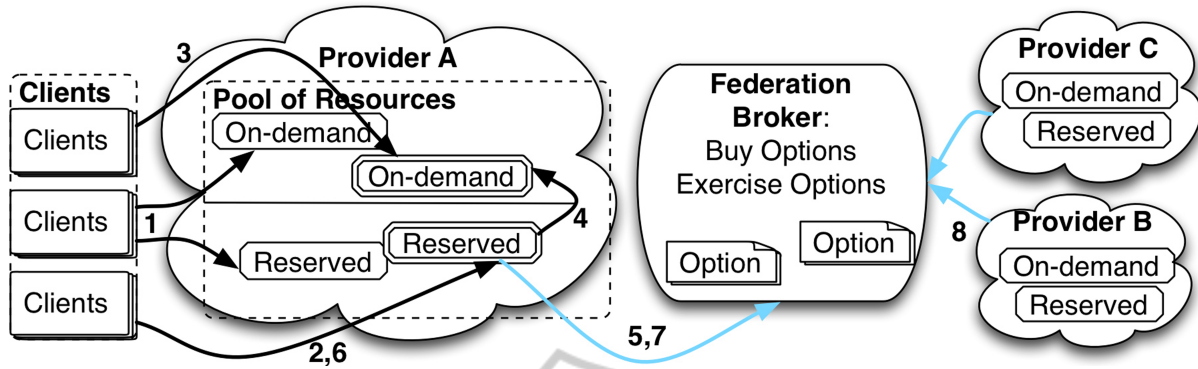 Clients
Clients
Clients
Clients
3
1
2,6
Provider A
Pool of Resources
On-demand
On-demand
4
Reserved
Reserved
5,7
Federation
Broker:
Buy Options
Exercise Options
Option
Option
Provider C
On-demand
Reserved
8
Provider B
On-demand
Reserved